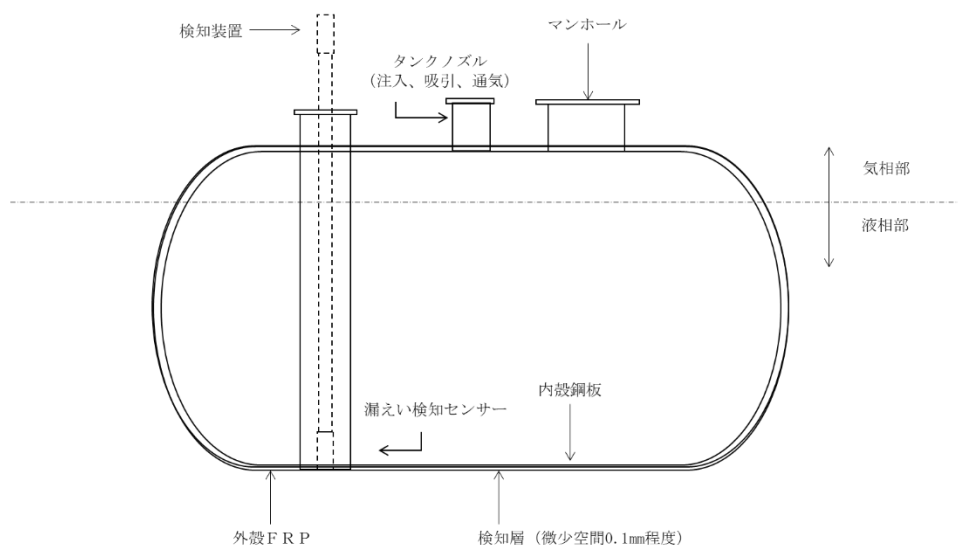 検知装置
マンホール
タンクノズル
（注入、吸引、通気）
気相部
液相部
内殻鋼板
漏えい検知センサー
外殻ＦＲＰ
検知層（微少空間0.1㎜程度）